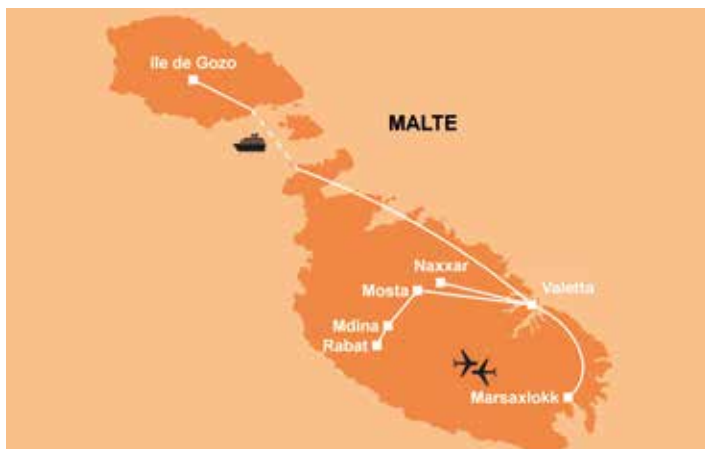 Ile de Gozo
MALTE
Naxxar
Valetta
Mosta
Mdina
Rabat
Marsaxlokk